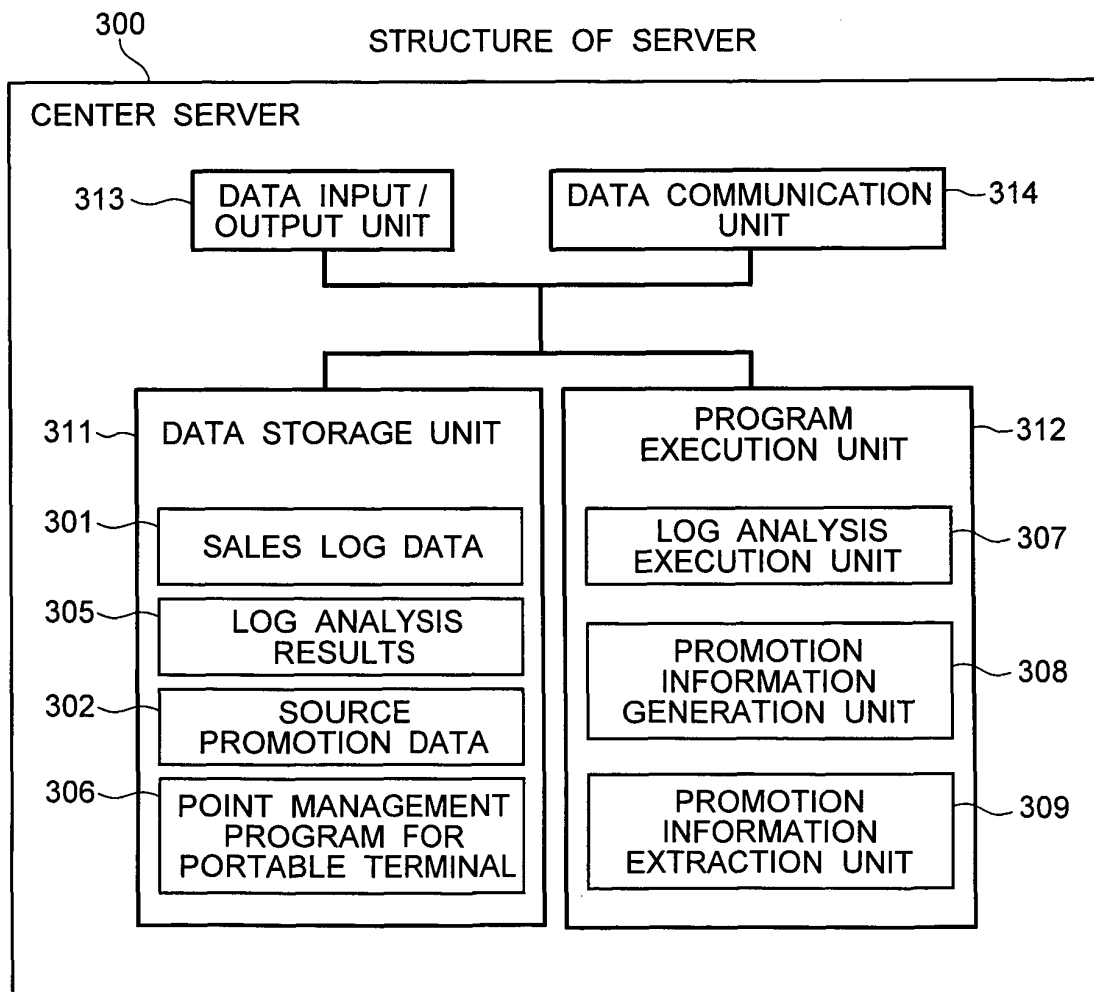 STRUCTURE OF SERVER
300
CENTER SERVER
313
DATA INPUT /
OUTPUT UNIT
DATA COMMUNICATION
UNIT
314
311
DATA STORAGE UNIT
301
SALES LOG DATA
305
LOG ANALYSIS
RESULTS
302
SOURCE
PROMOTION DATA
306
POINT MANAGEMENT
PROGRAM FOR
PORTABLE TERMINAL
PROGRAM
EXECUTION UNIT
312
LOG ANALYSIS
EXECUTION UNIT
307
PROMOTION
INFORMATION
GENERATION UNIT
308
PROMOTION
INFORMATION
EXTRACTION UNIT
309